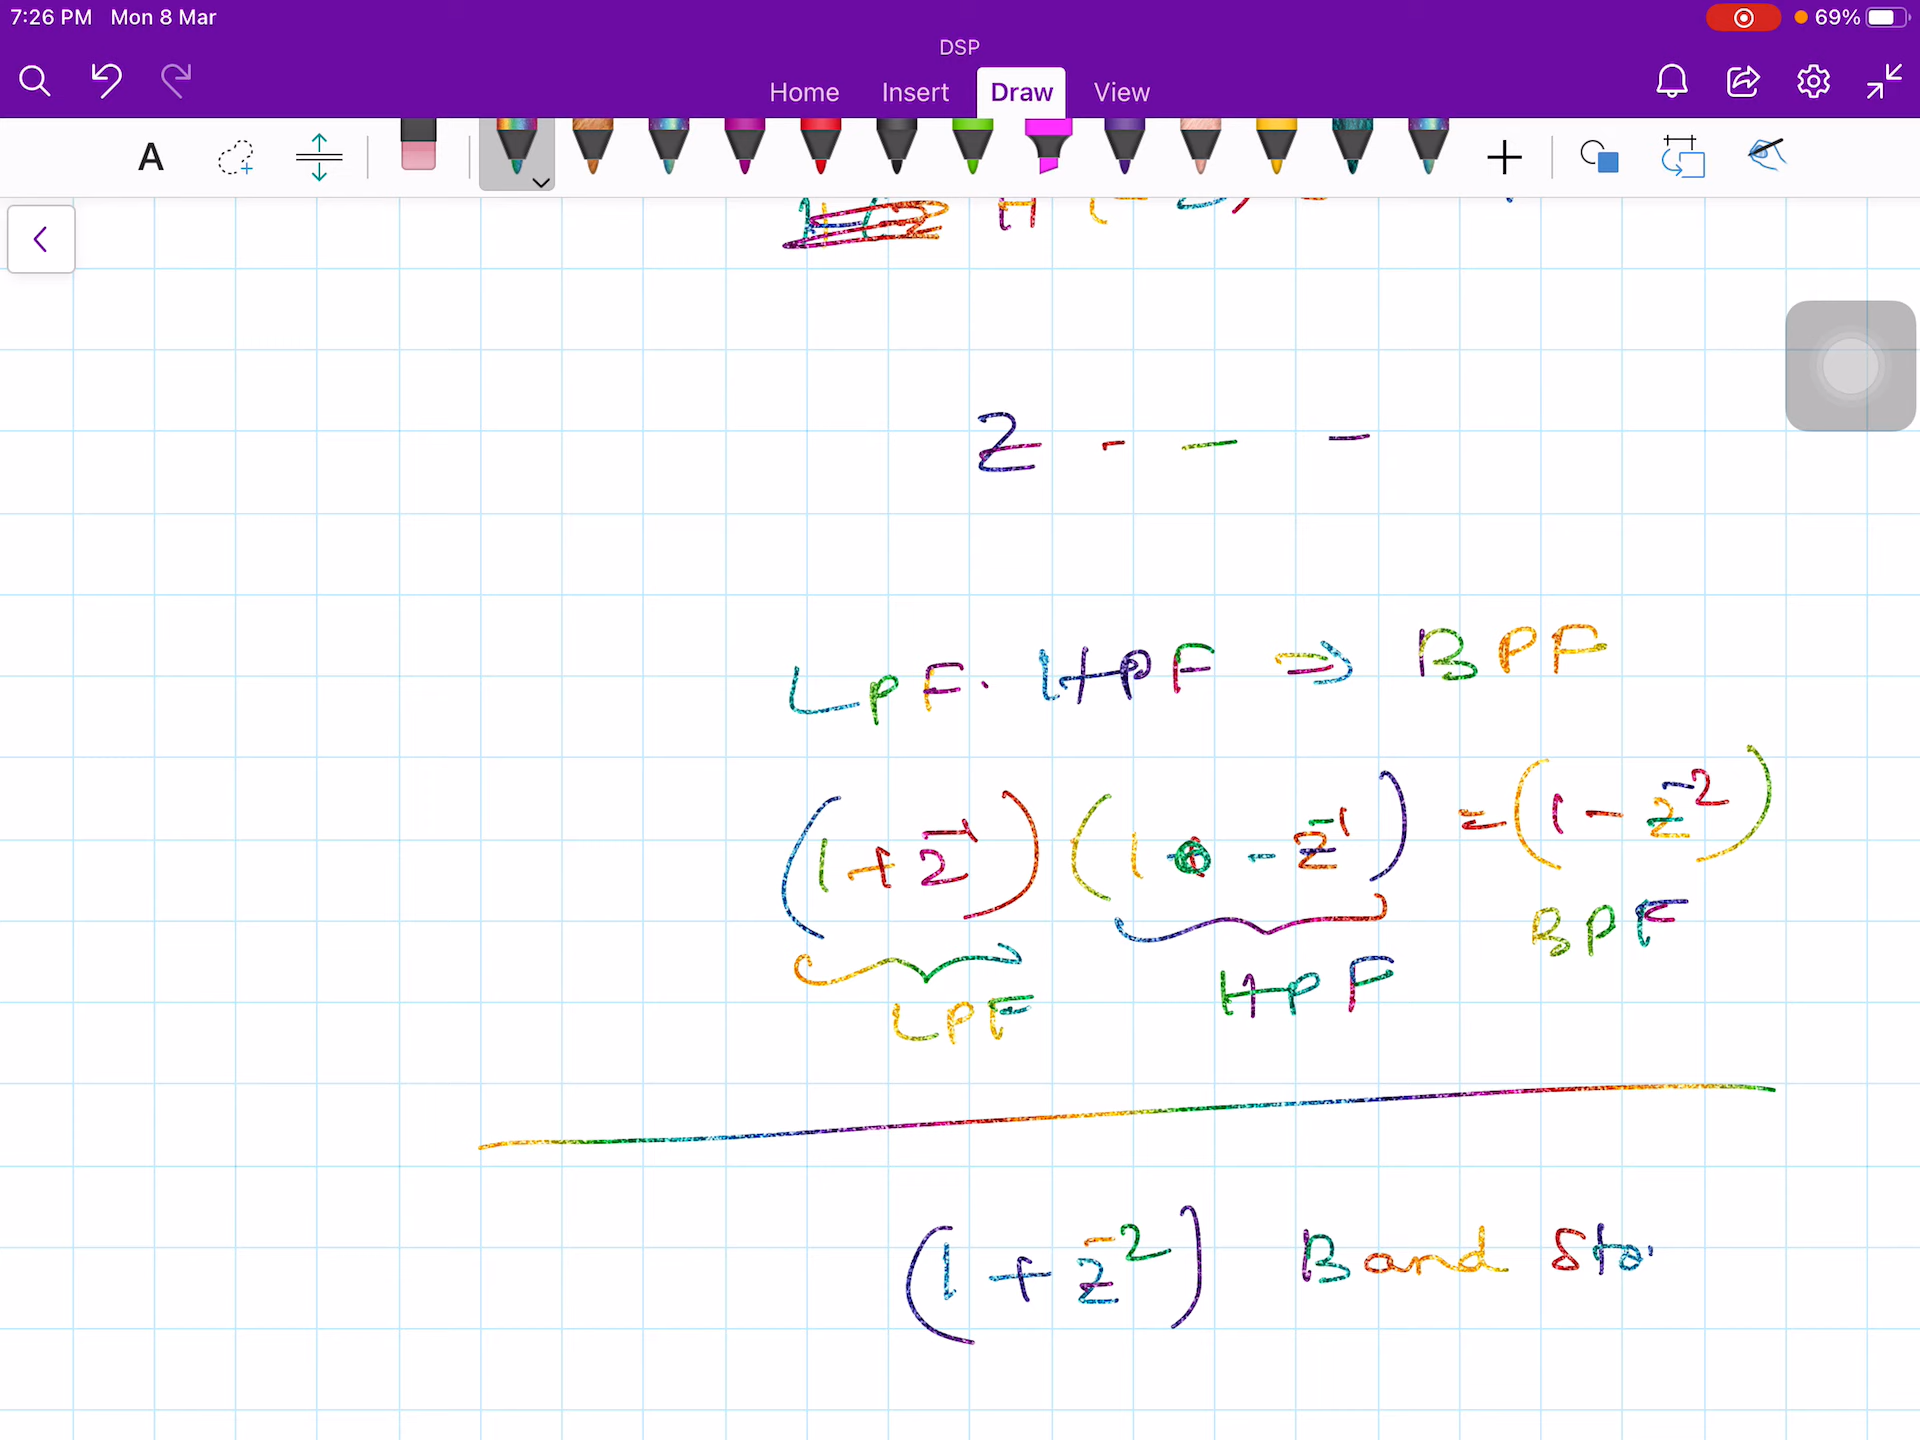 7:26 PM Mon 8 Mar 69%
DSP
Home Insert Draw View
A
Z - - -
LPF. HPF ⇒ BPF
(1 + z⁻¹) (1 - z⁻¹) = (1 - z⁻²)
BPF
LPF HPF
(1 + z⁻²) Band Sto